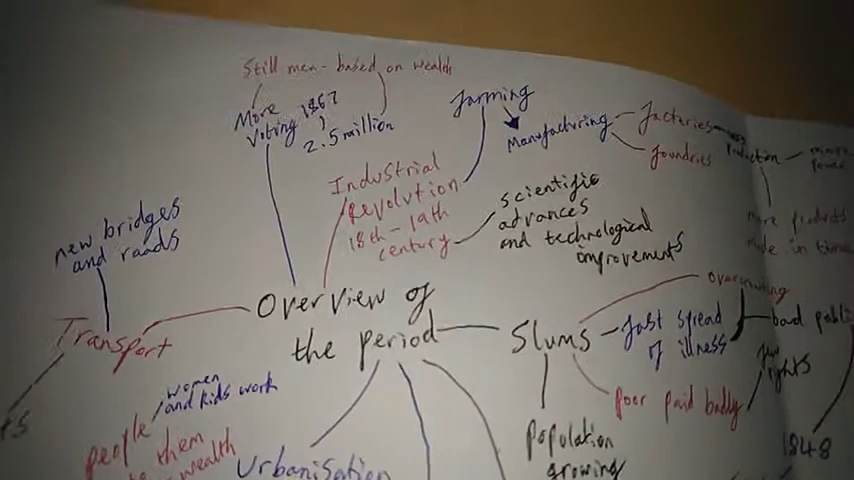 Still men - based on wealth
More
voting 1867
2.5 million
farming
Manufacturing
factories
foundries
Industrial
Revolution
18th - 19th
century
scientific
advances
and technological
improvements
more products
made in
new bridges
and roads
Transport
Overview of
the period
Slums
overcrowding
fast spread
of illness
bad public
few
rights
poor paid badly
women
and kids work
people
them
wealth
Urbanisation
population
growing
1848